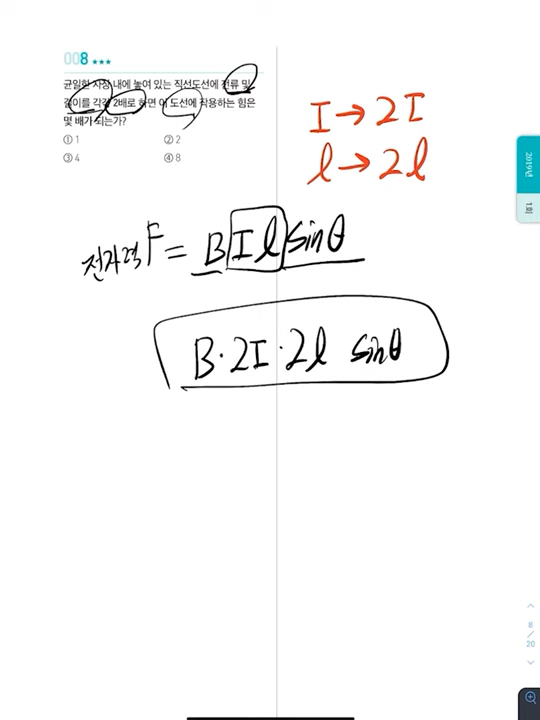 008 ★★★
균일한 자장 내에 놓여 있는 직선도선에 전류 및
길이를 각각 2배로 하면 이 도선에 작용하는 힘은
몇 배가 되는가?
① 1 ② 2
③ 4 ④ 8
I → 2I
l → 2l
전자력 F = B I l sinθ
B · 2I · 2l sinθ
2019년
1회
8
/
20